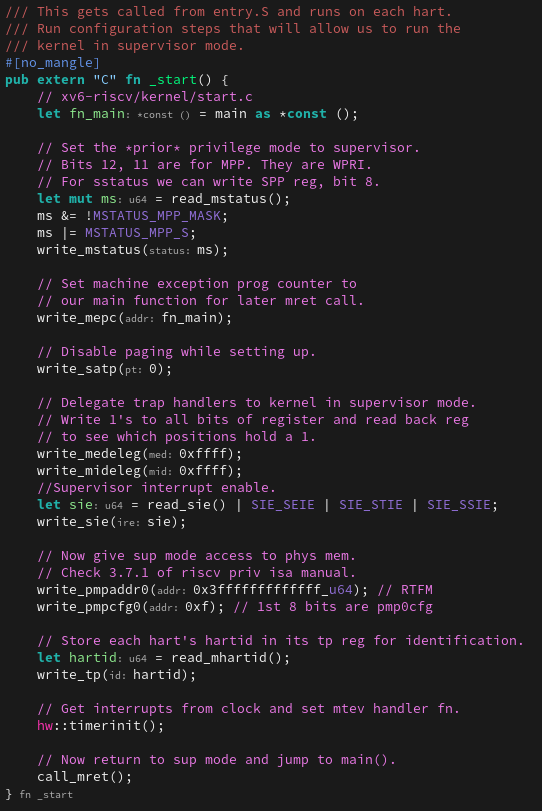 /// This gets called from entry.S and runs on each hart.
/// Run configuration steps that will allow us to run the
/// kernel in supervisor mode.
#[no_mangle]
pub extern "C" fn _start() {
    // xv6-riscv/kernel/start.c
    let fn_main: *const () = main as *const ();

    // Set the *prior* privilege mode to supervisor.
    // Bits 12, 11 are for MPP. They are WPRI.
    // For sstatus we can write SPP reg, bit 8.
    let mut ms: u64 = read_mstatus();
    ms &= !MSTATUS_MPP_MASK;
    ms |= MSTATUS_MPP_S;
    write_mstatus(status: ms);

    // Set machine exception prog counter to
    // our main function for later mret call.
    write_mepc(addr: fn_main);

    // Disable paging while setting up.
    write_satp(pt: 0);

    // Delegate trap handlers to kernel in supervisor mode.
    // Write 1's to all bits of register and read back reg
    // to see which positions hold a 1.
    write_medeleg(med: 0xffff);
    write_mideleg(mid: 0xffff);
    //Supervisor interrupt enable.
    let sie: u64 = read_sie() | SIE_SEIE | SIE_STIE | SIE_SSIE;
    write_sie(ire: sie);

    // Now give sup mode access to phys mem.
    // Check 3.7.1 of riscv priv isa manual.
    write_pmpaddr0(addr: 0x3fffffffffffff_u64); // RTFM
    write_pmpcfg0(addr: 0xf); // 1st 8 bits are pmp0cfg

    // Store each hart's hartid in its tp reg for identification.
    let hartid: u64 = read_mhartid();
    write_tp(id: hartid);

    // Get interrupts from clock and set mtev handler fn.
    hw::timerinit();

    // Now return to sup mode and jump to main().
    call_mret();
} fn _start